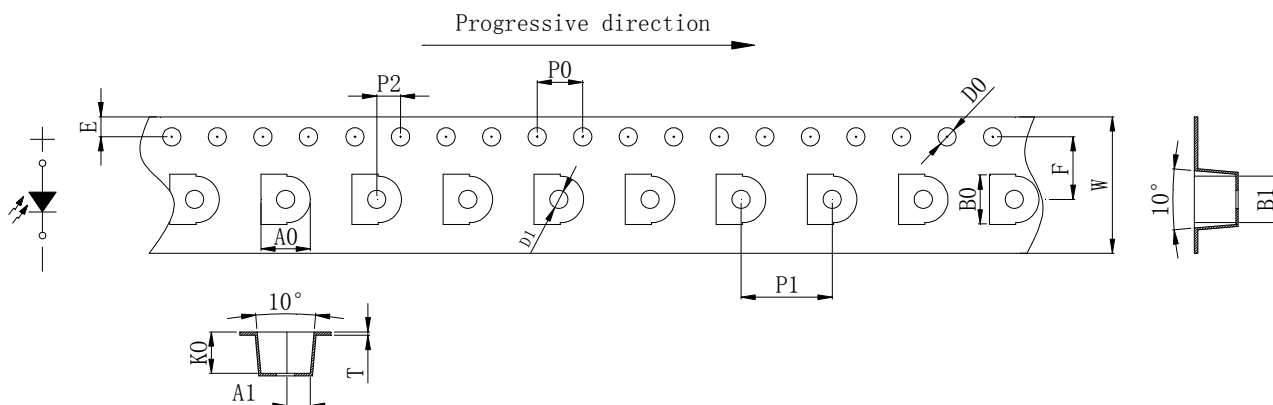 Progressive direction
P2
P0
D0
E
F
W
B0
10°
B1
A0
D1
P1
10°
K0
T
A1